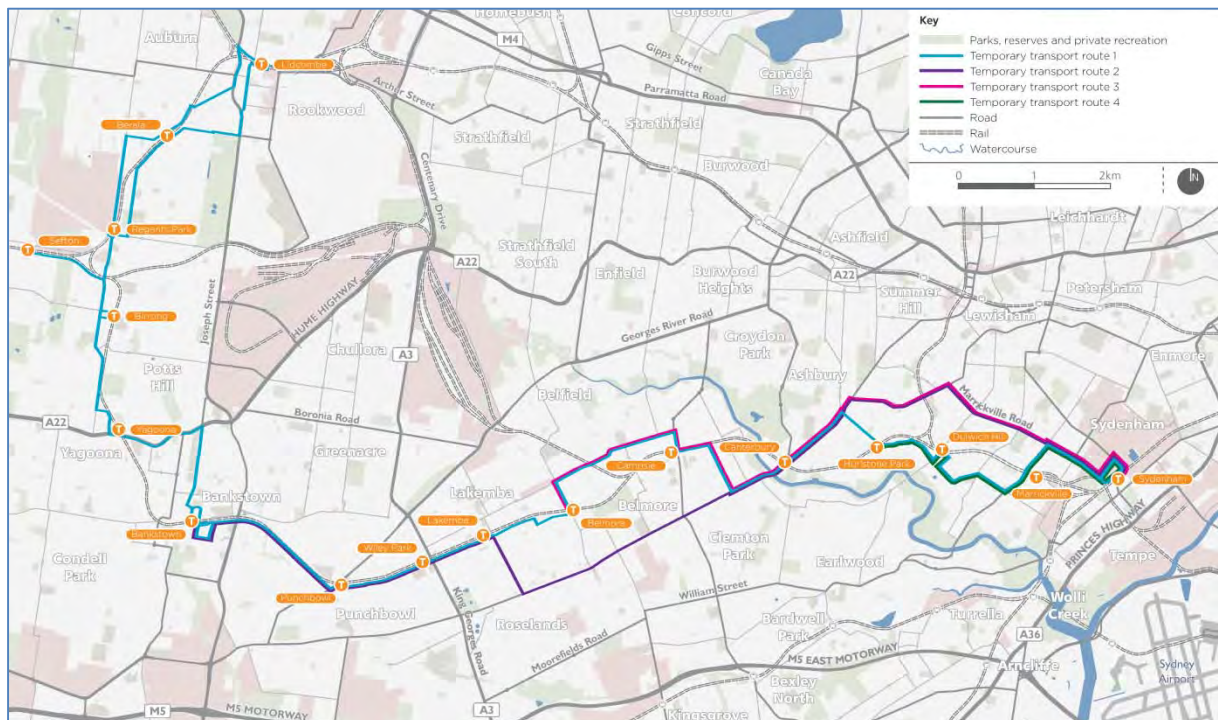 Key
Parks, reserves and private recreation
Temporary transport route 1
Temporary transport route 2
Temporary transport route 3
Temporary transport route 4
Road
Rail
Watercourse
0 1 2km
N
Homebush
Concord
Auburn
M4
Gipps Street
Canada
Bay
T Lidcombe
Parramatta Road
Rookwood
Arthur Street
Strathfield
Strathfield
T Berala
Burwood
Centenary Drive
Leichhardt
T Regents Park
T Sefton
Ashfield
Strathfield
South
A22
A22
Enfield
Burwood
Heights
Summer
Hill
Petersham
Lewisham
Joseph Street
HUME HIGHWAY
T Birrong
Georges River Road
Croydon
Park
Enmore
Chullora
A3
Potts
Hill
Ashbury
Belfield
Marrickville Road
Sydenham
Boronia Road
A22
T Yagoona
Yagoona
Greenacre
T Campsie
T Canterbury
T Hurlstone Park
T Dulwich Hill
T Marrickville
T Sydenham
Lakemba
Belmore
Bankstown
T Belmore
T Lakemba
T Bankstown
Clemton
Park
PRINCES HIGHWAY
Condell
Park
T Wiley Park
Earlwood
Tempe
T Punchbowl
Punchbowl
King Georges Road
William Street
Wolli
Creek
Roselands
Bardwell
Park
Turrella
A36
Moorefields Road
M5 EAST MOTORWAY
Arncliffe
Sydney
Airport
Bexley
North
M5
M5 MOTORWAY
A3
Kingsgrove